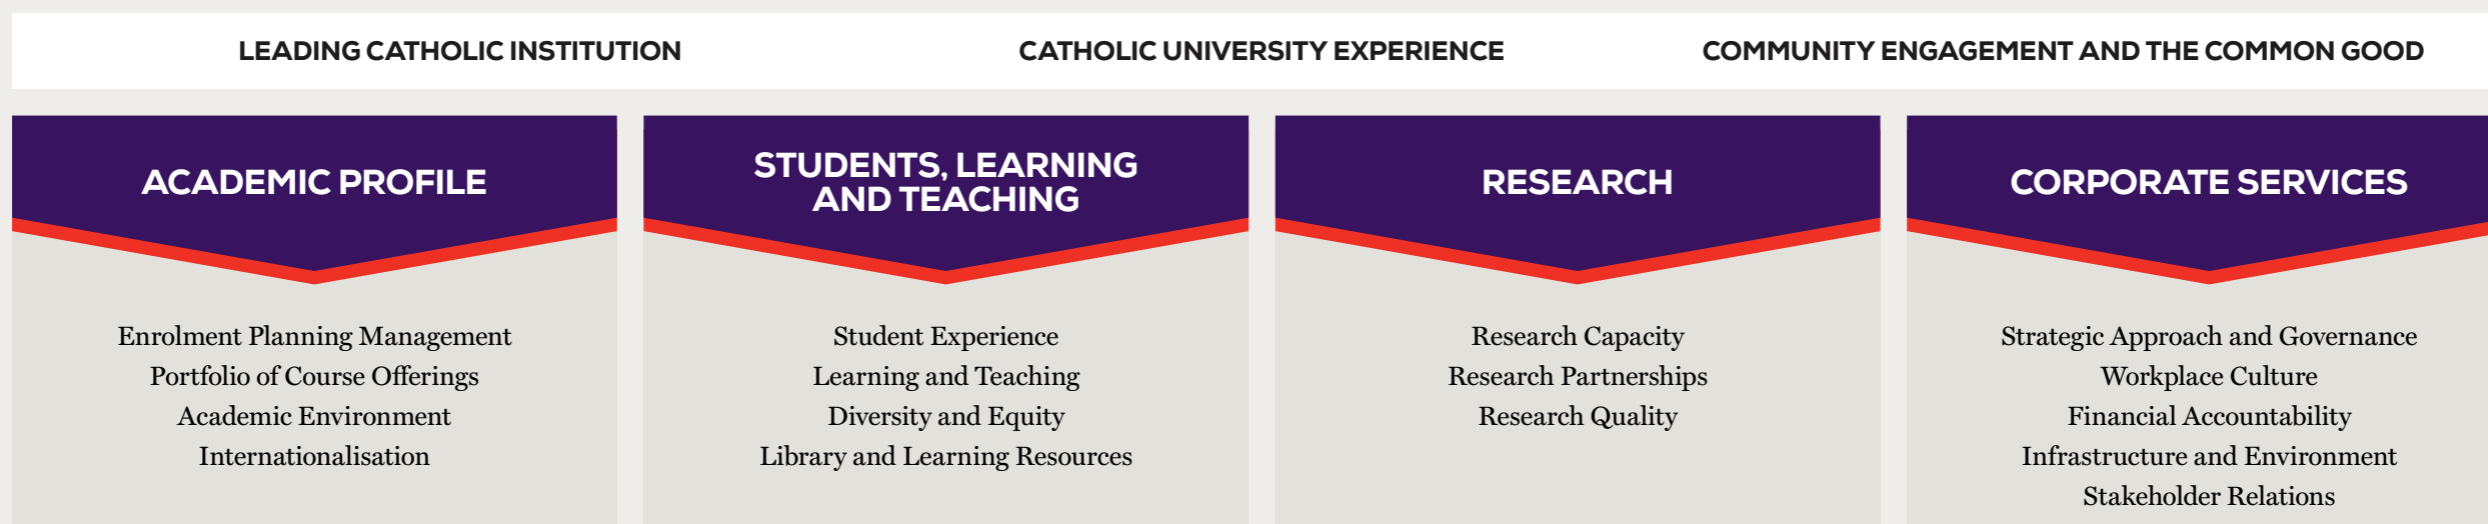 LEADING CATHOLIC INSTITUTION
CATHOLIC UNIVERSITY EXPERIENCE
COMMUNITY ENGAGEMENT AND THE COMMON GOOD
ACADEMIC PROFILE
Enrolment Planning Management
Portfolio of Course Offerings
Academic Environment
Internationalisation
STUDENTS, LEARNING
AND TEACHING
Student Experience
Learning and Teaching
Diversity and Equity
Library and Learning Resources
RESEARCH
Research Capacity
Research Partnerships
Research Quality
CORPORATE SERVICES
Strategic Approach and Governance
Workplace Culture
Financial Accountability
Infrastructure and Environment
Stakeholder Relations